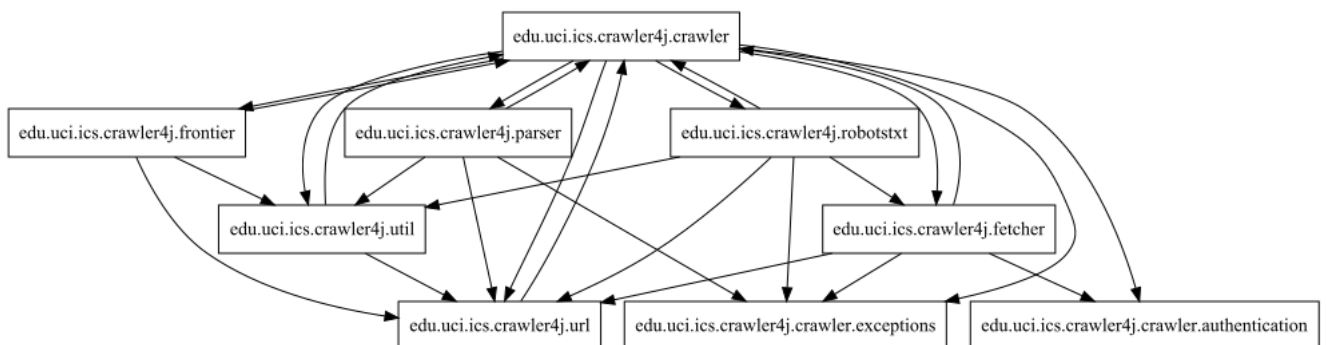 edu.uci.ics.crawler4j.crawler
edu.uci.ics.crawler4j.frontier
edu.uci.ics.crawler4j.parser
edu.uci.ics.crawler4j.robotstxt
edu.uci.ics.crawler4j.util
edu.uci.ics.crawler4j.fetcher
edu.uci.ics.crawler4j.url
edu.uci.ics.crawler4j.crawler.exceptions
edu.uci.ics.crawler4j.crawler.authentication